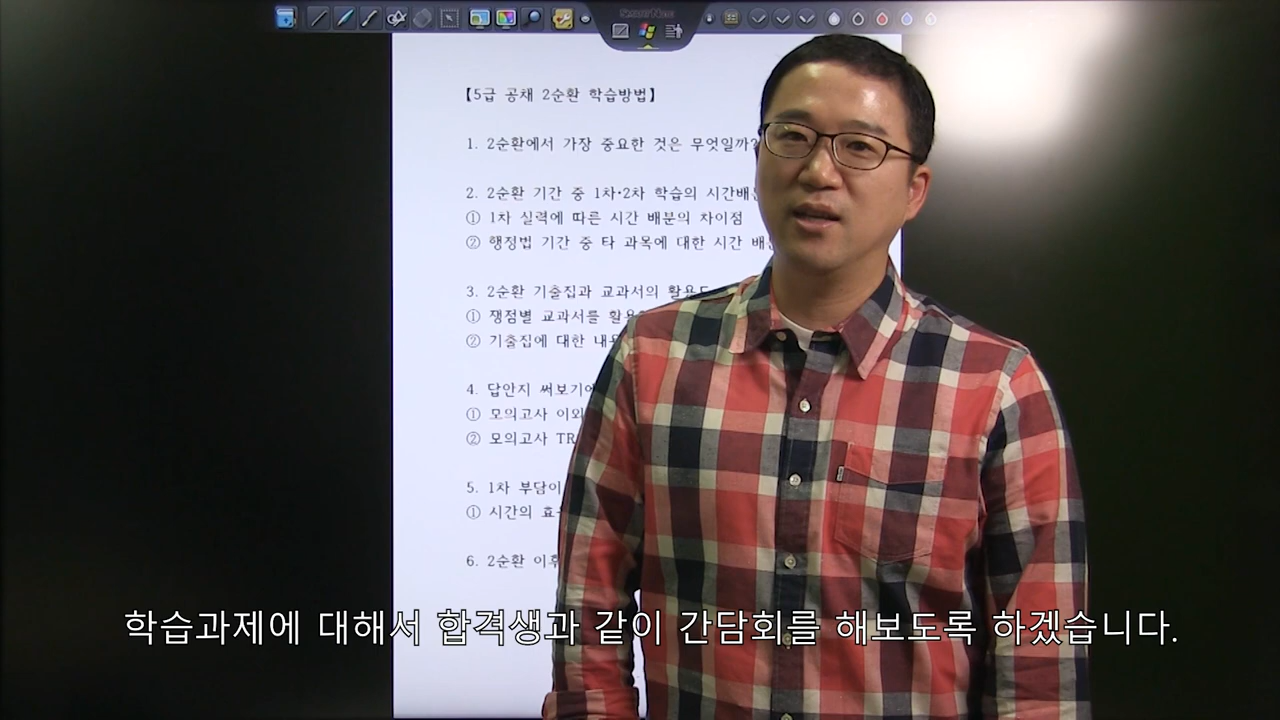 【5급 공채 2순환 학습방법】
1. 2순환에서 가장 중요한 것은 무엇일까?
2. 2순환 기간 중 1차·2차 학습의 시간배분
① 1차 실력에 따른 시간 배분의 차이점
② 행정법 기간 중 타 과목에 대한 시간 배분
3. 2순환 기출집과 교과서의 활용도
① 쟁점별 교과서를 활용
② 기출집에 대한 내용
4. 답안지 써보기에
① 모의고사 이외
② 모의고사 TR
5. 1차 부담이
① 시간의 효율
6. 2순환 이후
학습과제에 대해서 합격생과 같이 간담회를 해보도록 하겠습니다.